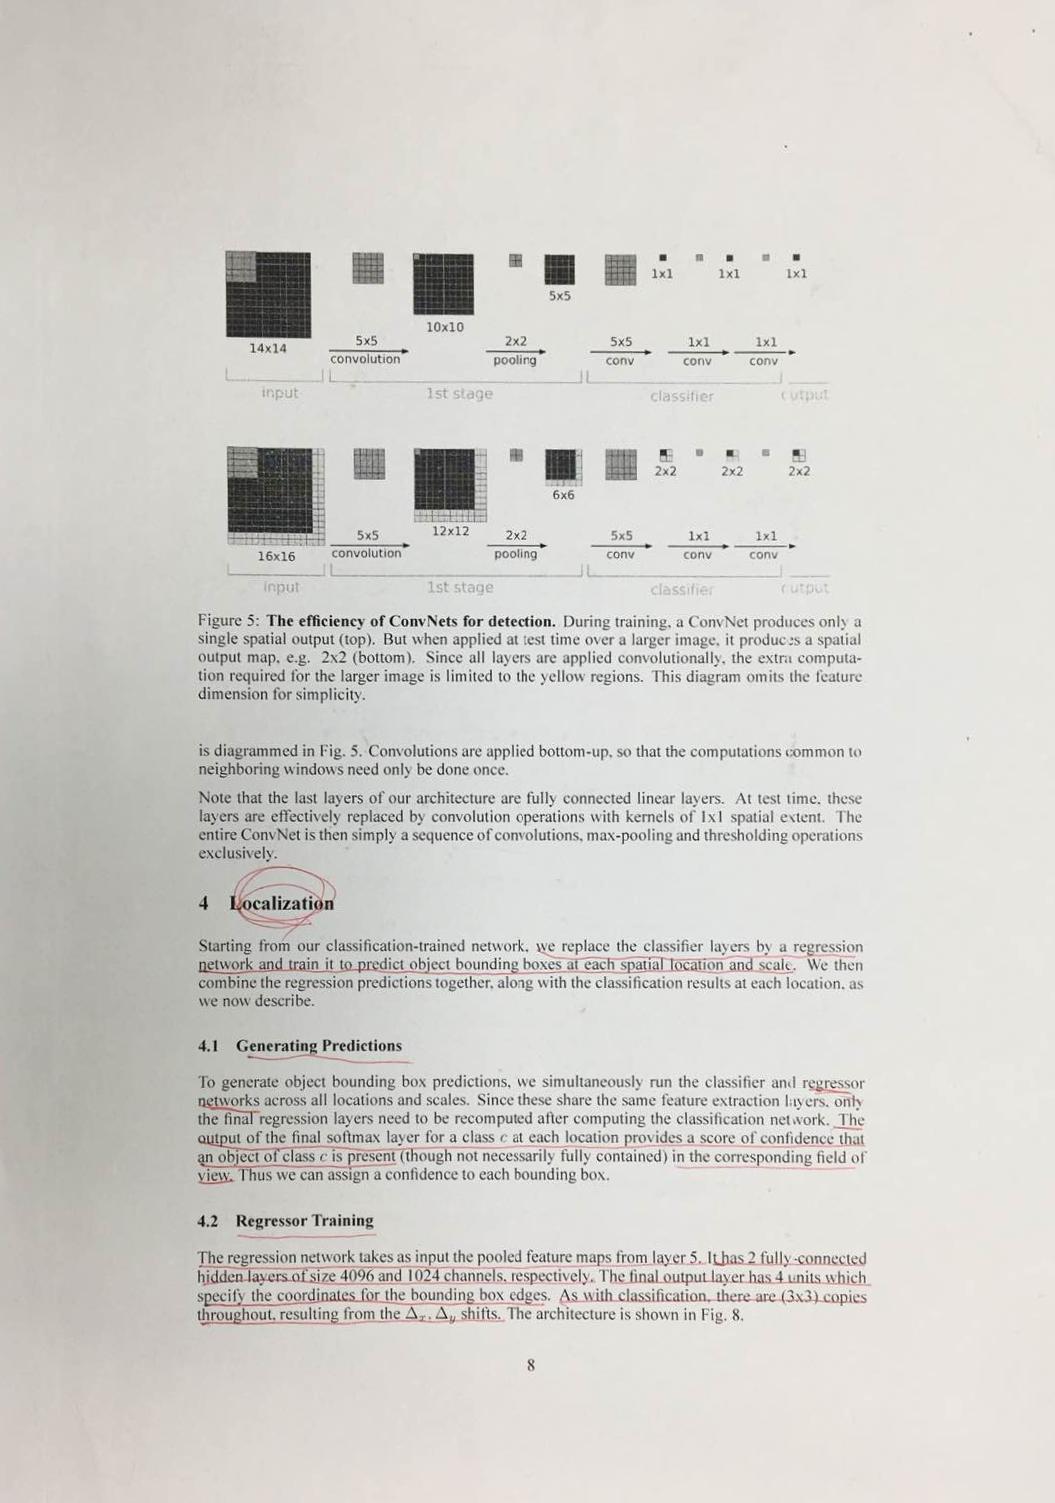 1x1 1x1 1x1
5x5
10x10
14x14
5x5 2x2 5x5 1x1 1x1
convolution pooling conv conv conv
input 1st stage classifier output
2x2 2x2 2x2
6x6
12x12
16x16
5x5 2x2 5x5 1x1 1x1
convolution pooling conv conv conv
input 1st stage classifier output
Figure 5: The efficiency of ConvNets for detection. During training, a ConvNet produces only a
single spatial output (top). But when applied at test time over a larger image, it produces a spatial
output map, e.g. 2x2 (bottom). Since all layers are applied convolutionally, the extra computa-
tion required for the larger image is limited to the yellow regions. This diagram omits the feature
dimension for simplicity.
is diagrammed in Fig. 5. Convolutions are applied bottom-up, so that the computations common to
neighboring windows need only be done once.
Note that the last layers of our architecture are fully connected linear layers. At test time, these
layers are effectively replaced by convolution operations with kernels of 1x1 spatial extent. The
entire ConvNet is then simply a sequence of convolutions, max-pooling and thresholding operations
exclusively.
4 Localization
Starting from our classification-trained network, we replace the classifier layers by a regression
network and train it to predict object bounding boxes at each spatial location and scale. We then
combine the regression predictions together, along with the classification results at each location, as
we now describe.
4.1 Generating Predictions
To generate object bounding box predictions, we simultaneously run the classifier and regressor
networks across all locations and scales. Since these share the same feature extraction layers, only
the final regression layers need to be recomputed after computing the classification network. The
output of the final softmax layer for a class c at each location provides a score of confidence that
an object of class c is present (though not necessarily fully contained) in the corresponding field of
view. Thus we can assign a confidence to each bounding box.
4.2 Regressor Training
The regression network takes as input the pooled feature maps from layer 5. It has 2 fully-connected
hidden layers of size 4096 and 1024 channels, respectively. The final output layer has 4 units which
specify the coordinates for the bounding box edges. As with classification, there are (3x3) copies
throughout, resulting from the Δx, Δy shifts. The architecture is shown in Fig. 8.
8